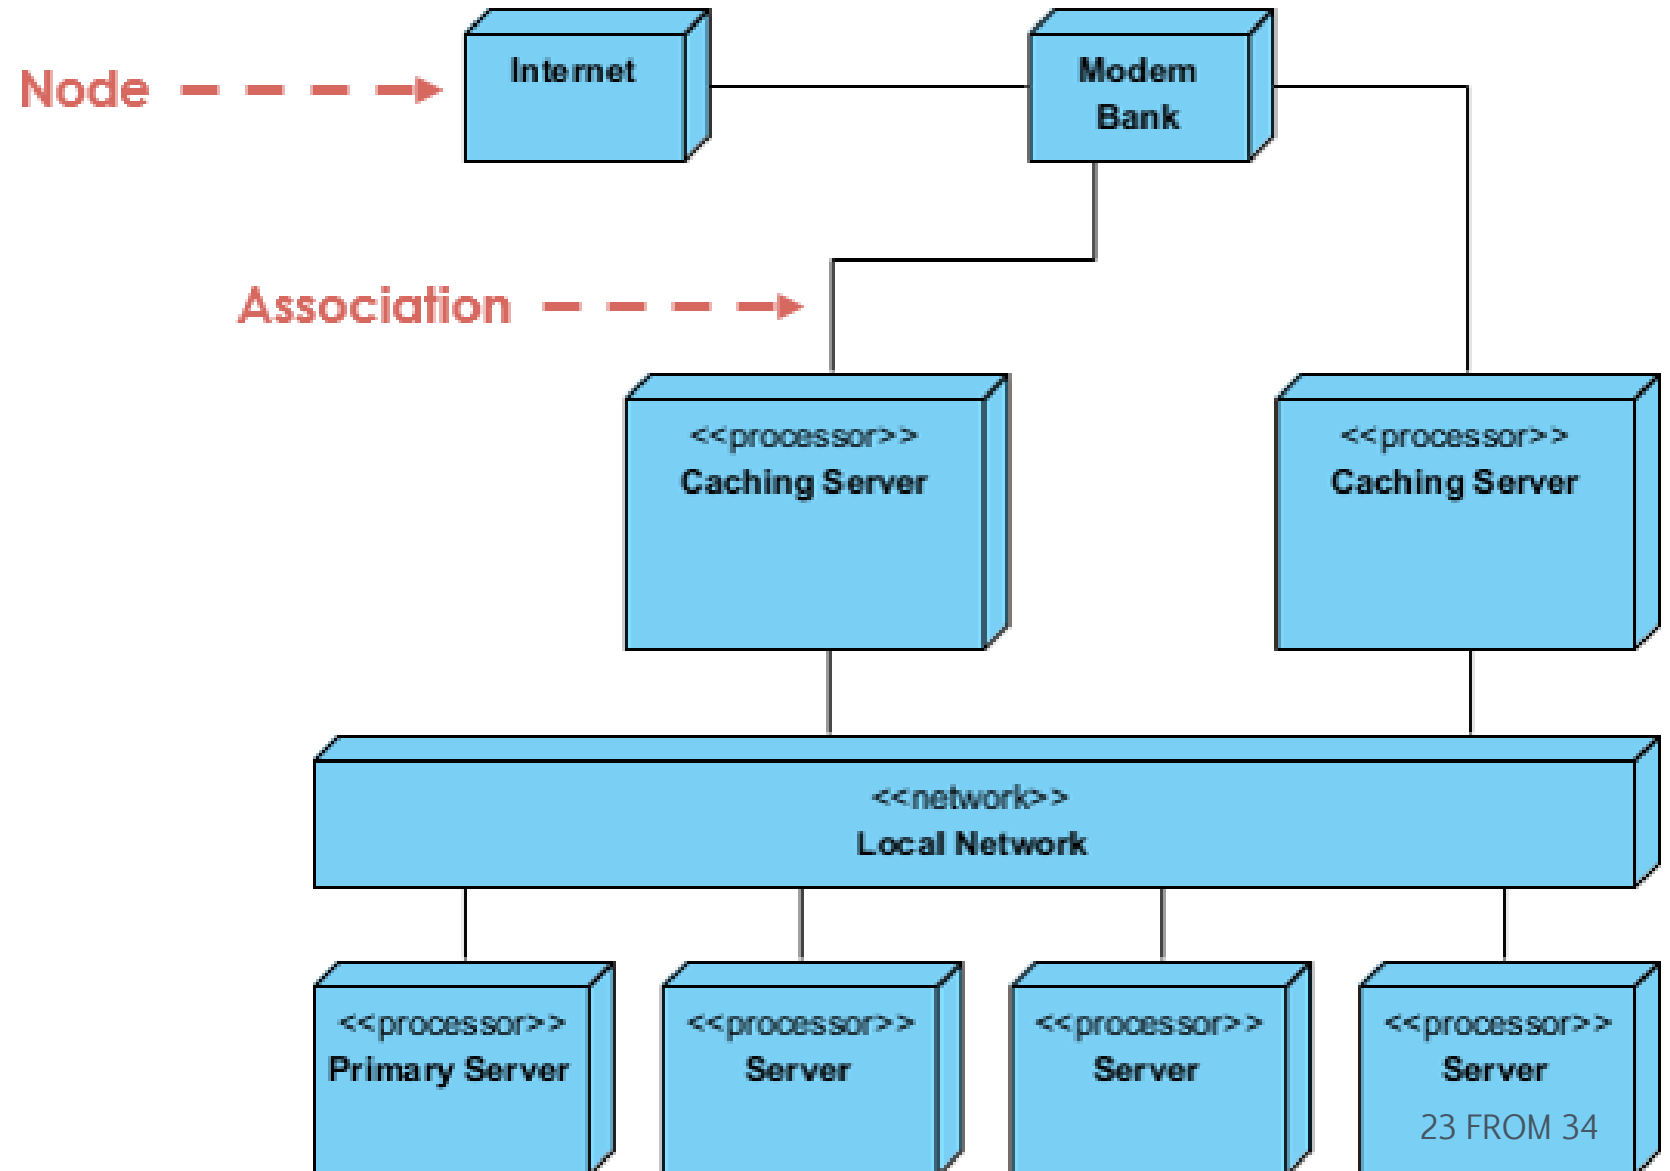 Internet
Modem
Bank
Node
Association
<<processor>>
Caching Server
<<processor>>
Caching Server
<<network>>
Local Network
<<processor>>
Primary Server
<<processor>>
Server
<<processor>>
Server
<<processor>>
Server
23 FROM 34